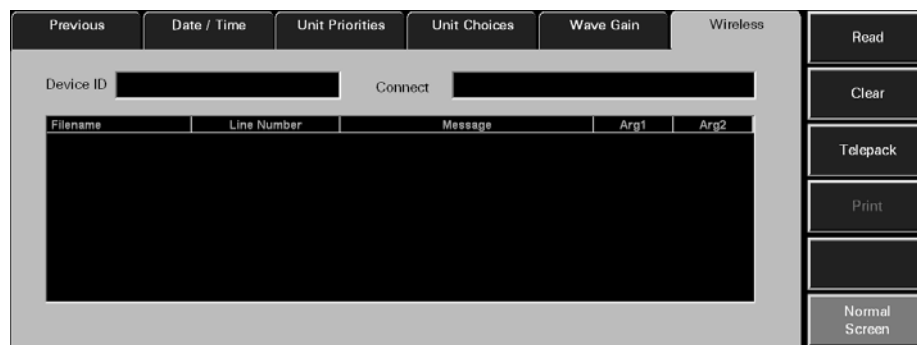 Previous Date / Time Unit Priorities Unit Choices Wave Gain Wireless
Device ID Connect
Filename Line Number Message Arg1 Arg2
Read
Clear
Telepack
Print
Normal
Screen